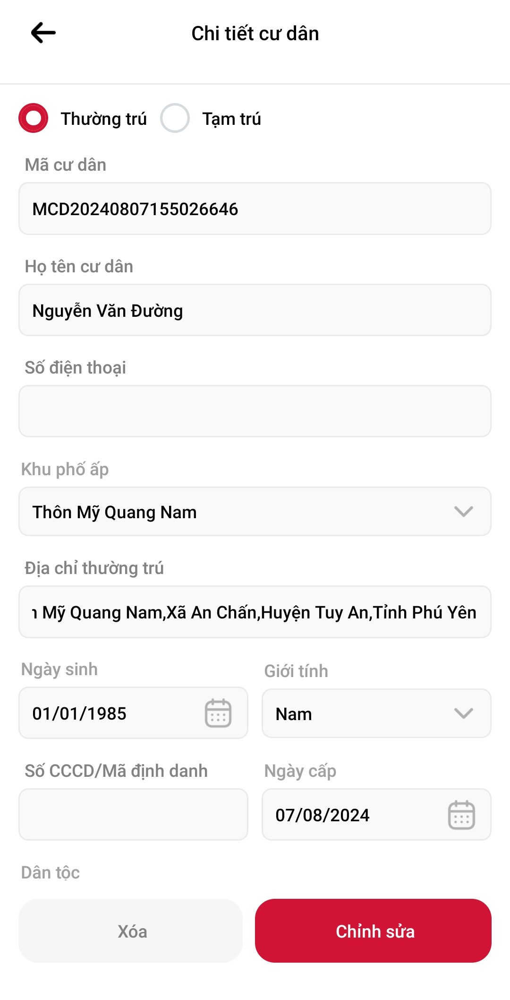 Chi tiết cư dân
Thường trú Tạm trú
Mã cư dân
MCD20240807155026646
Họ tên cư dân
Nguyễn Văn Đường
Số điện thoại
Khu phố ấp
Thôn Mỹ Quang Nam
Địa chỉ thường trú
Mỹ Quang Nam,Xã An Chấn,Huyện Tuy An,Tỉnh Phú Yên
Ngày sinh Giới tính
01/01/1985 Nam
Số CCCD/Mã định danh Ngày cấp
07/08/2024
Dân tộc
Xóa Chỉnh sửa